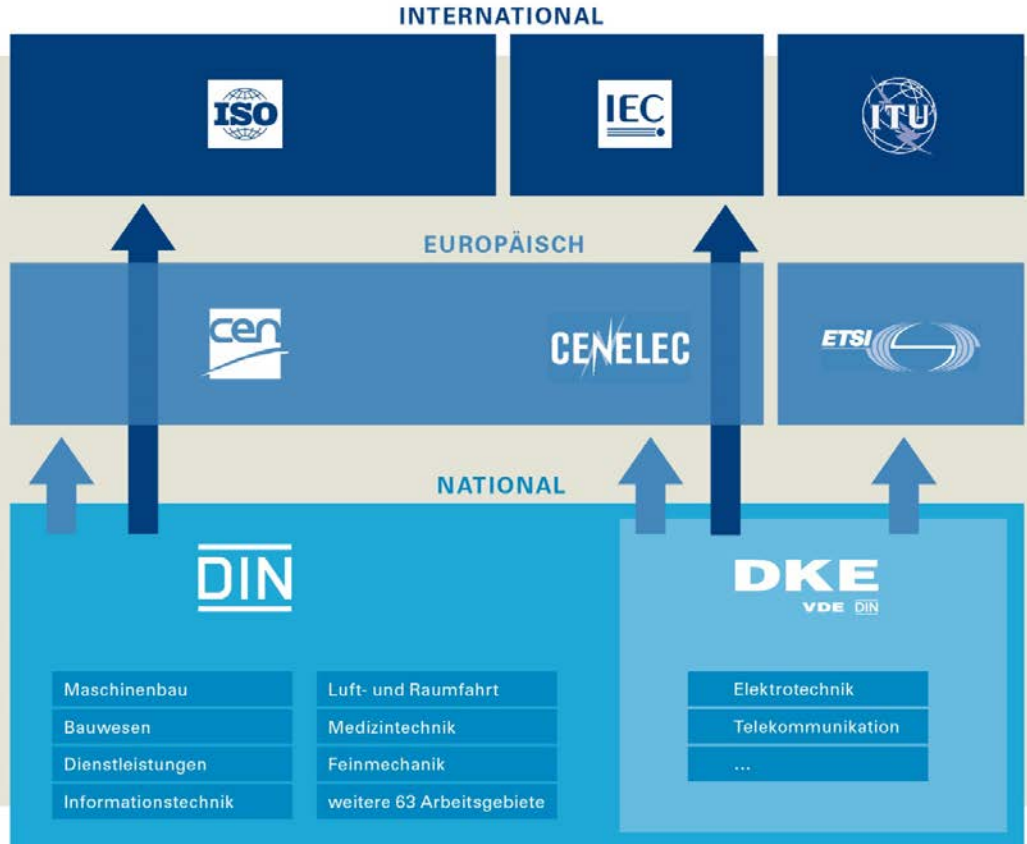 INTERNATIONAL
ISO
IEC
ITU
EUROPÄISCH
cen
CENELEC
ETSI
NATIONAL
DIN
DKE
VDE DIN
Maschinenbau
Bauwesen
Dienstleistungen
Informationstechnik
Luft- und Raumfahrt
Medizintechnik
Feinmechanik
weitere 63 Arbeitsgebiete
Elektrotechnik
Telekommunikation
...